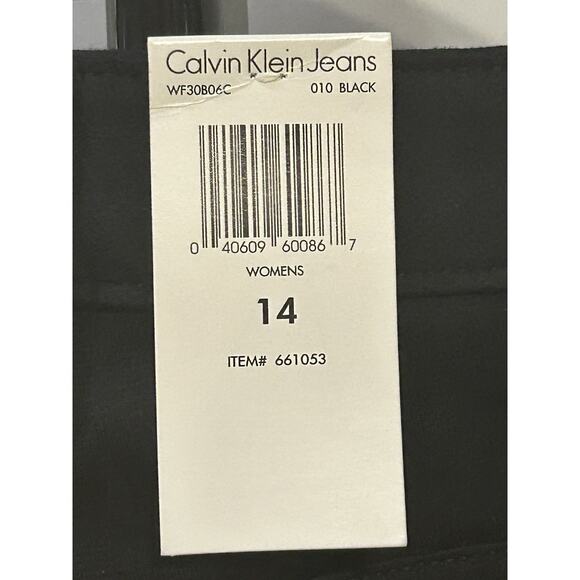 Calvin Klein Jeans
WF30B06C 010 BLACK
0 40609 60086 7
WOMENS
14
ITEM# 661053